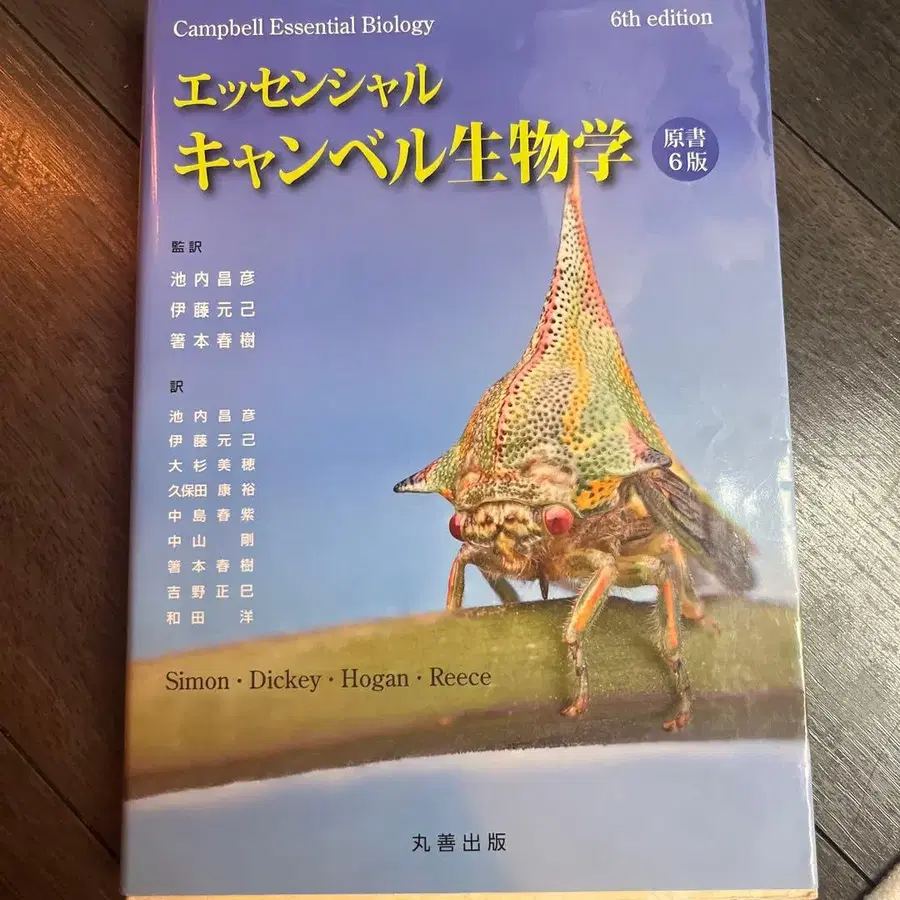 Campbell Essential Biology
6th edition
エッセンシャル
キャンベル生物学
原書
6版
監訳
池内昌彦
伊藤元己
箸本春樹
訳
池内昌彦
伊藤元己
大杉美穂
久保田康裕
中島春紫
中山剛
箸本春樹
吉野正巳
和田洋
Simon・Dickey・Hogan・Reece
丸善出版